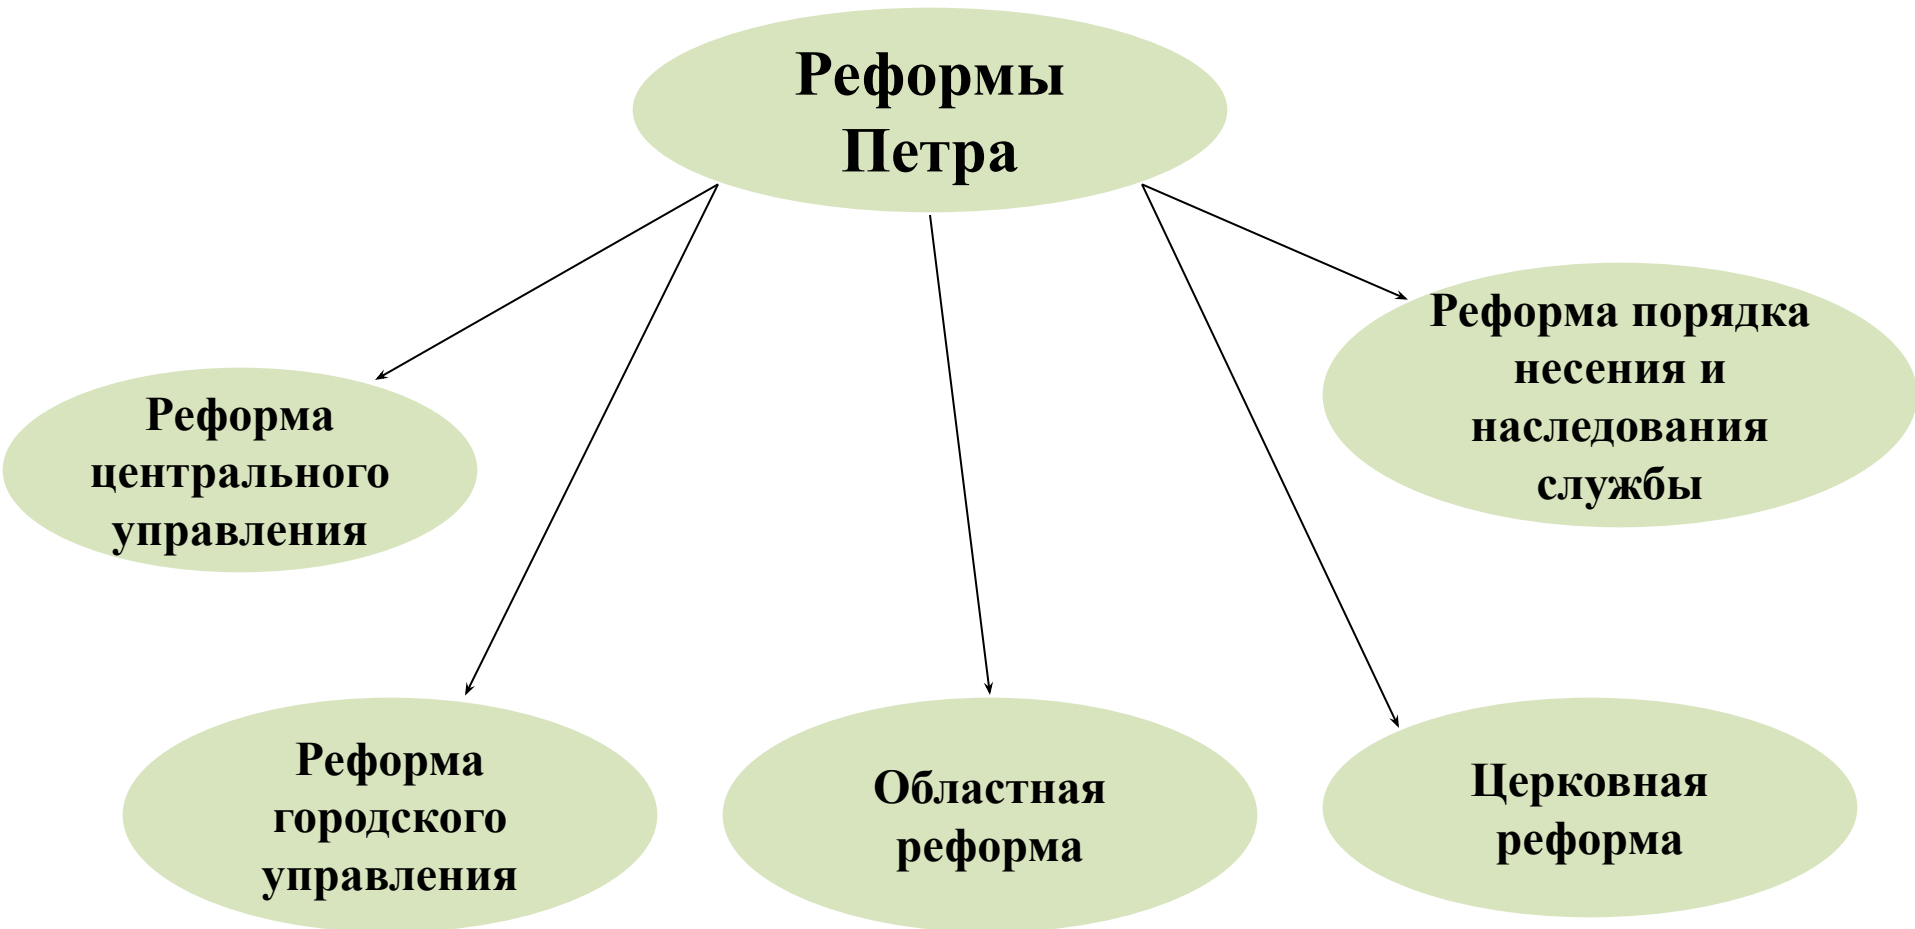 Реформы
Петра
Реформа
центрального
управления
Реформа порядка
несения и
наследования
службы
Реформа
городского
управления
Областная
реформа
Церковная
реформа